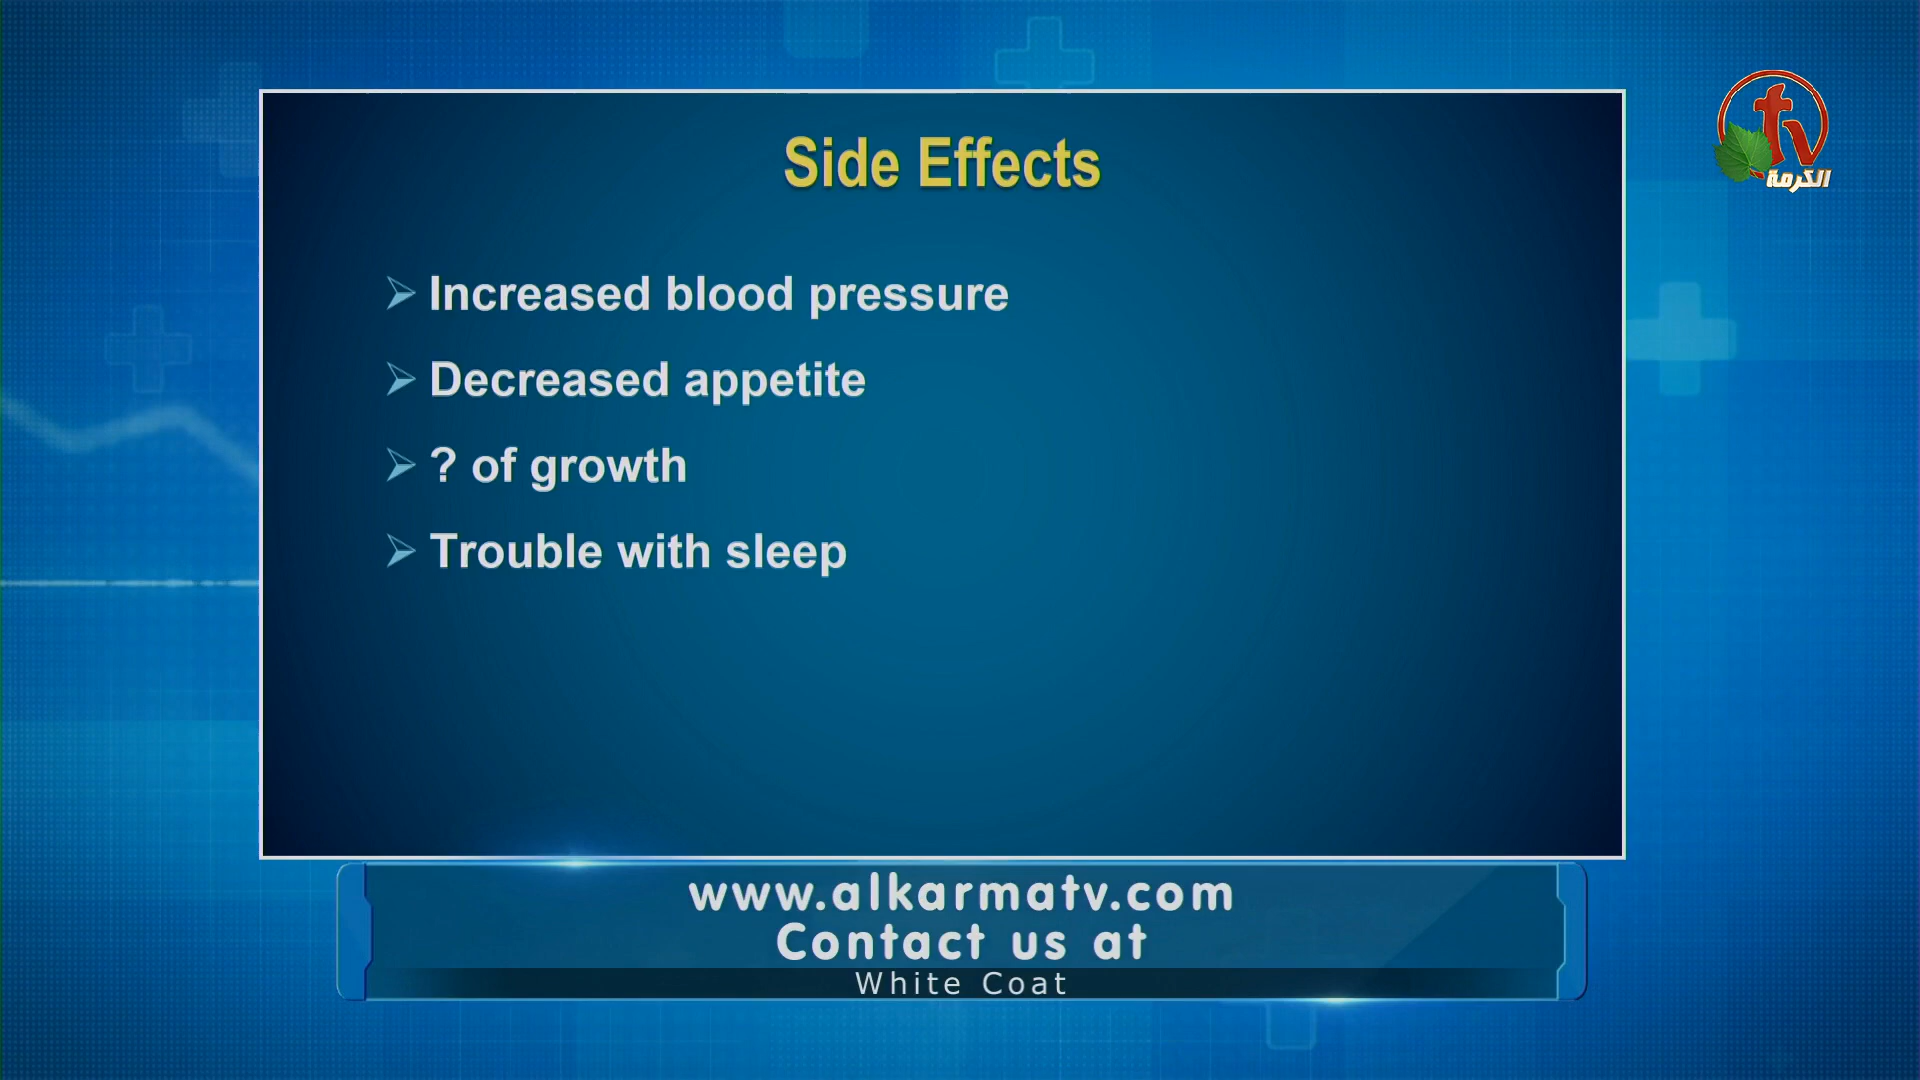 tv
الكرمة
Side Effects
Increased blood pressure
Decreased appetite
? of growth
Trouble with sleep
www.alkarmatv.com
Contact us at
White Coat